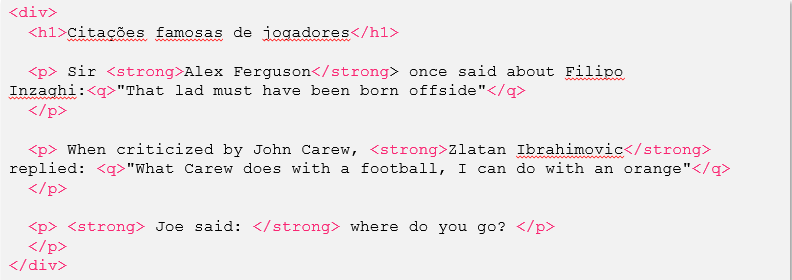 <div>
<h1>Citações famosas de jogadores</h1>
<p> Sir <strong>Alex Ferguson</strong> once said about Filipo
Inzaghi:<q>"That lad must have been born offside"</q>
</p>
<p> When criticized by John Carew, <strong>Zlatan Ibrahimovic</strong>
replied: <q>"What Carew does with a football, I can do with an orange"</q>
</p>
<p> <strong> Joe said: </strong> where do you go? </p>
</p>
</div>